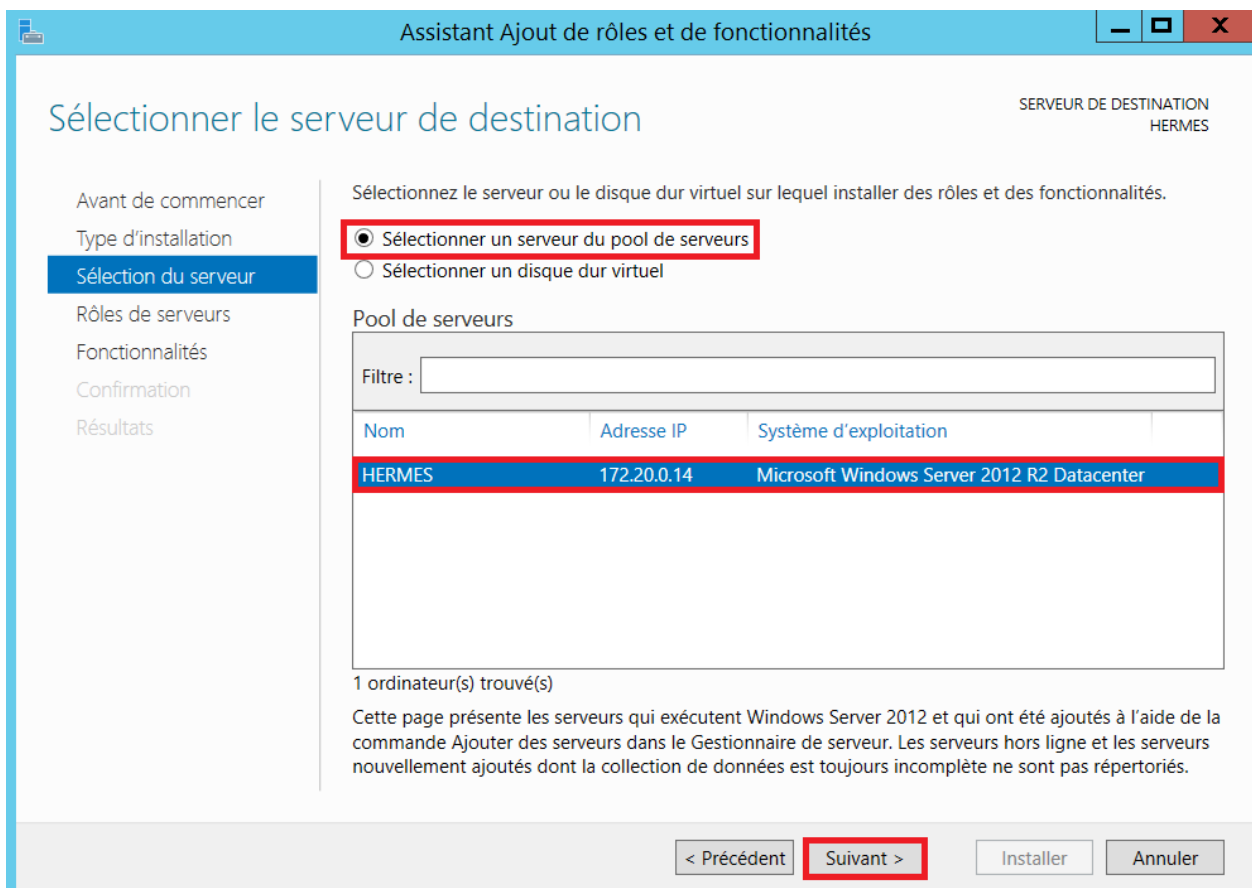 Assistant Ajout de rôles et de fonctionnalités
X
Sélectionner le serveur de destination
SERVEUR DE DESTINATION
HERMES
Avant de commencer
Type d'installation
Sélection du serveur
Rôles de serveurs
Fonctionnalités
Confirmation
Résultats
Sélectionnez le serveur ou le disque dur virtuel sur lequel installer des rôles et des fonctionnalités.
Sélectionner un serveur du pool de serveurs
Sélectionner un disque dur virtuel
Pool de serveurs
Filtre :
Nom Adresse IP Système d'exploitation
HERMES 172.20.0.14 Microsoft Windows Server 2012 R2 Datacenter
1 ordinateur(s) trouvé(s)
Cette page présente les serveurs qui exécutent Windows Server 2012 et qui ont été ajoutés à l'aide de la
commande Ajouter des serveurs dans le Gestionnaire de serveur. Les serveurs hors ligne et les serveurs
nouvellement ajoutés dont la collection de données est toujours incomplète ne sont pas répertoriés.
< Précédent Suivant > Installer Annuler